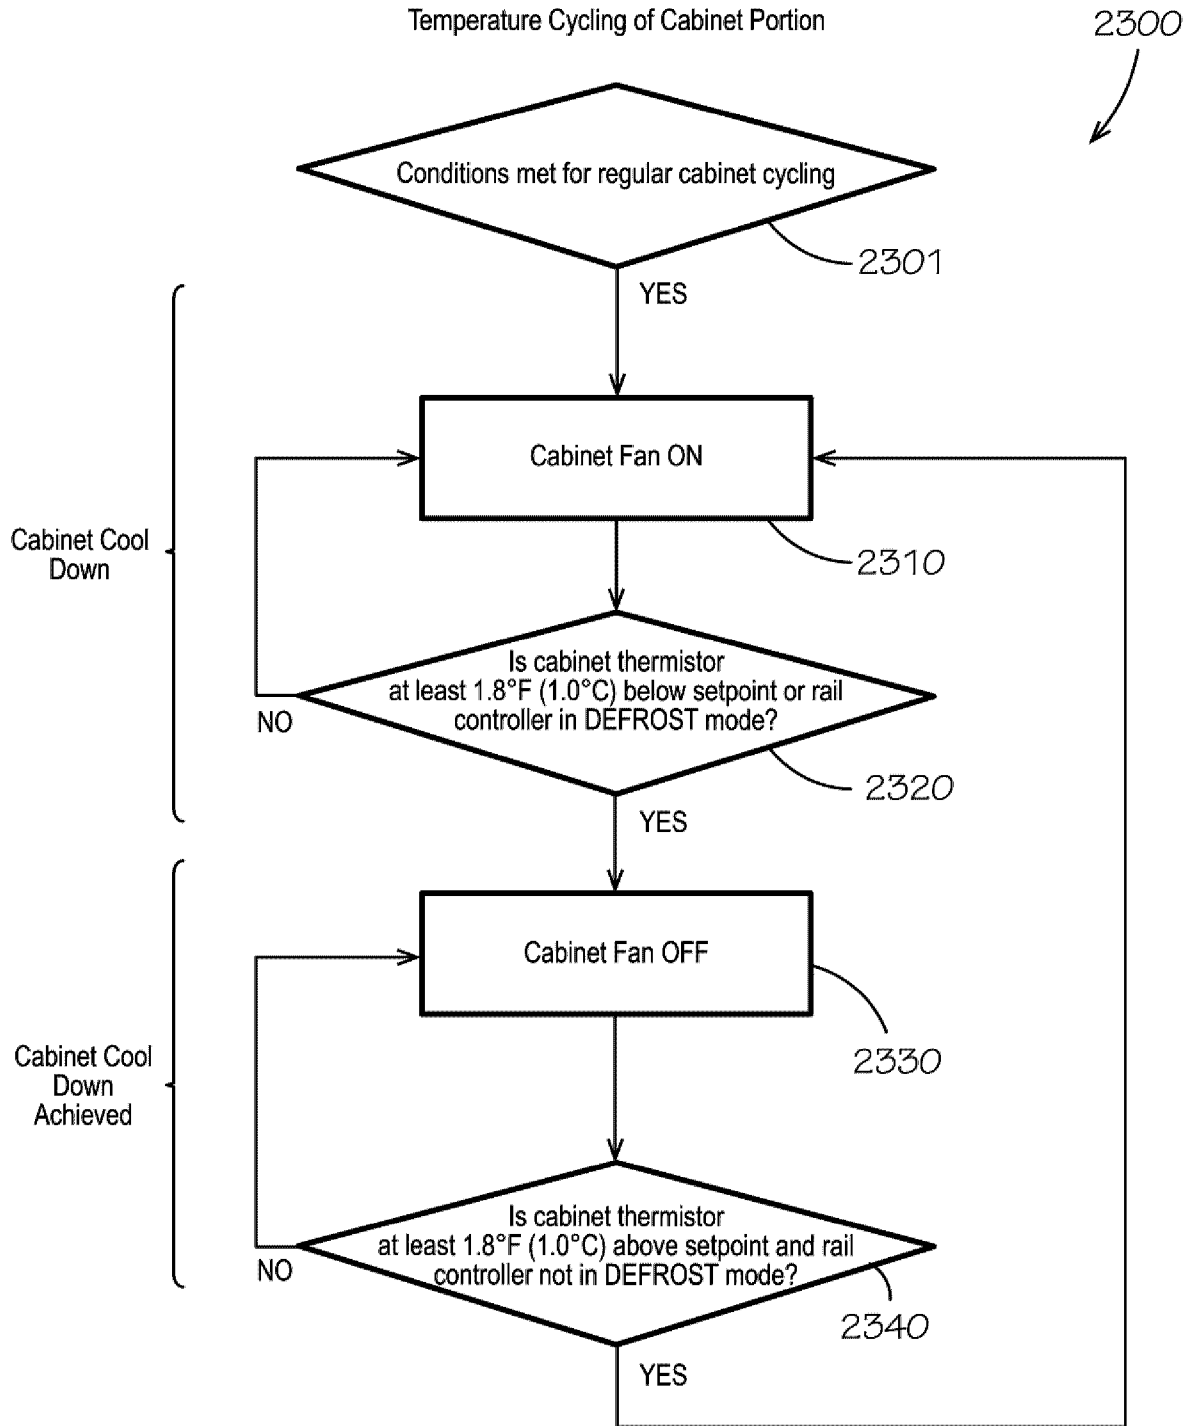 Temperature Cycling of Cabinet Portion
2300
Conditions met for regular cabinet cycling
2301
YES
Cabinet Fan ON
2310
Cabinet Cool
Down
Is cabinet thermistor
at least 1.8°F (1.0°C) below setpoint or rail
controller in DEFROST mode?
NO
2320
YES
Cabinet Fan OFF
2330
Cabinet Cool
Down
Achieved
Is cabinet thermistor
at least 1.8°F (1.0°C) above setpoint and rail
controller not in DEFROST mode?
NO
2340
YES